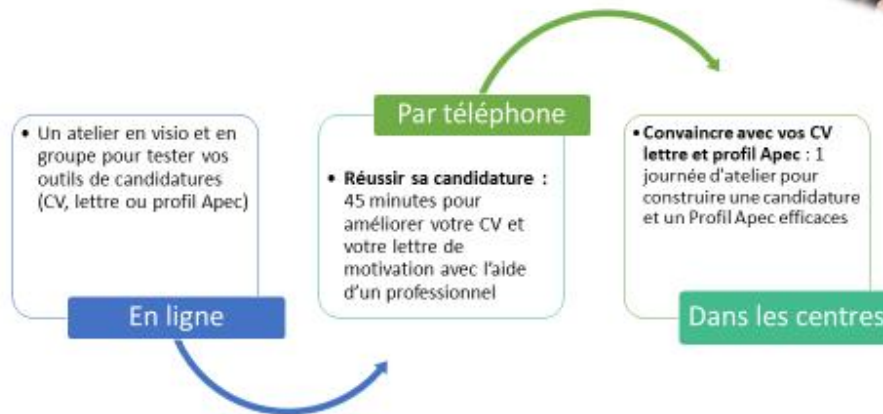 • Un atelier en visio et en
groupe pour tester vos
outils de candidatures
(CV, lettre ou profil Apec)
En ligne
Par téléphone
• Réussir sa candidature :
45 minutes pour
améliorer votre CV et
votre lettre de
motivation avec l'aide
d'un professionnel
• Convaincre avec vos CV
lettre et profil Apec : 1
journée d'atelier pour
construire une candidature
et un Profil Apec efficaces
Dans les centres